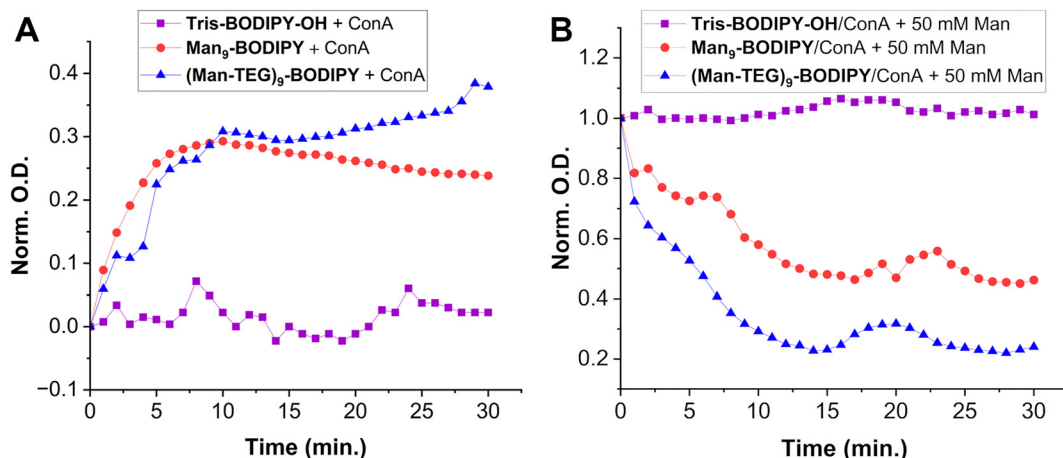 A
Tris-BODIPY-OH + ConA
Man9-BODIPY + ConA
(Man-TEG)9-BODIPY + ConA
Norm. O.D.
0.4
0.3
0.2
0.1
0.0
−0.1
0 5 10 15 20 25 30
Time (min.)
B
Tris-BODIPY-OH/ConA + 50 mM Man
Man9-BODIPY/ConA + 50 mM Man
(Man-TEG)9-BODIPY/ConA + 50 mM Man
Norm. O.D.
1.2
1.0
0.8
0.6
0.4
0.2
0 5 10 15 20 25 30
Time (min.)